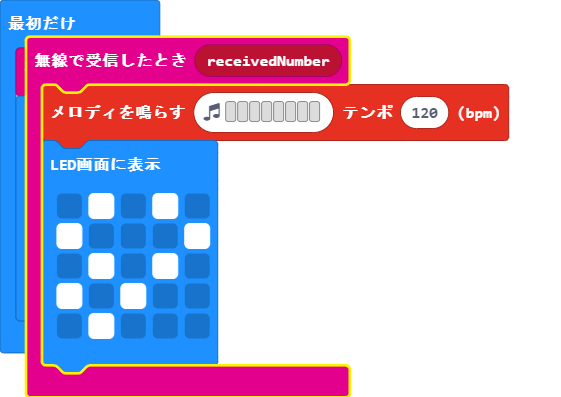 最初だけ
無線で受信したとき receivedNumber
メロディを鳴らす テンポ 120 (bpm)
LED画面に表示